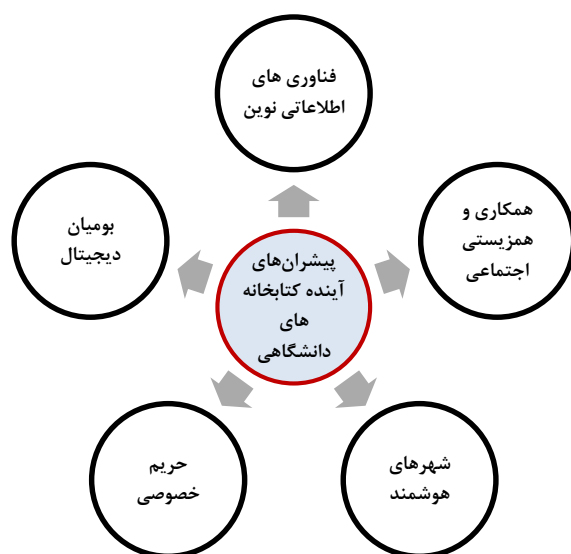 فناوری های
اطلاعاتی نوین
همکاری و
همزیستی
اجتماعی
بومیان
دیجیتال
پیشران‌های
آینده کتابخانه
های
دانشگاهی
شهرهای
هوشمند
حریم
خصوصی